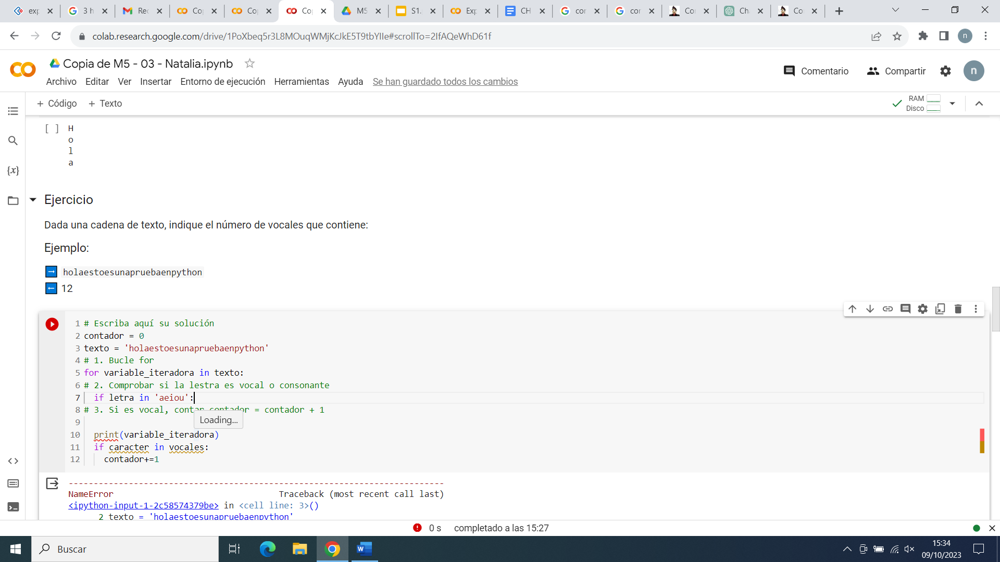 exp
3 h
Rec
Co
Co
Co
M5
S1.
Exp
CH
cor
cor
Co
Ch
Co
colab.research.google.com/drive/1PoXbeq5r3L8MOuqWMjKcJkE5T9tbYIIe#scrollTo=2IfAQeWhD61f
n
Copia de M5 - 03 - Natalia.ipynb
Comentario
Compartir
n
Archivo Editar Ver Insertar Entorno de ejecución Herramientas Ayuda Se han guardado todos los cambios
+ Código + Texto
RAM
Disco
[ ] H
o
l
a
{x}
Ejercicio
Dada una cadena de texto, indique el número de vocales que contiene:
Ejemplo:
→ holaestoesunapruebaenpython
← 12
1 # Escriba aquí su solución
2 contador = 0
3 texto = 'holaestoesunapruebaenpython'
4 # 1. Bucle for
5 for variable_iteradora in texto:
6 # 2. Comprobar si la lestra es vocal o consonante
7 if letra in 'aeiou':
8 # 3. Si es vocal, contar contador = contador + 1
Loading...
9
10 print(variable_iteradora)
11 if caracter in vocales:
12 contador+=1
--------------------------------------------------------------------------
NameError Traceback (most recent call last)
<ipython-input-1-2c58574379be> in <cell line: 3>()
2 texto = 'holaestoesunapruebaenpython'
0 s completado a las 15:27
Buscar
15:34
09/10/2023